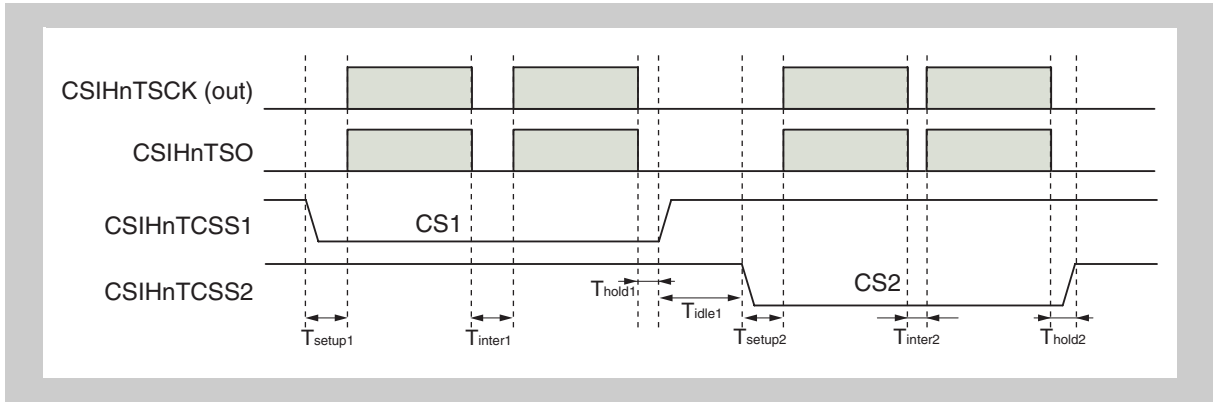 CSIHnTSCK (out)
CSIHnTSO
CSIHnTCSS1
CS1
CSIHnTCSS2
CS2
Thold1
Tidle1
Tsetup1
Tinter1
Tsetup2
Tinter2
Thold2